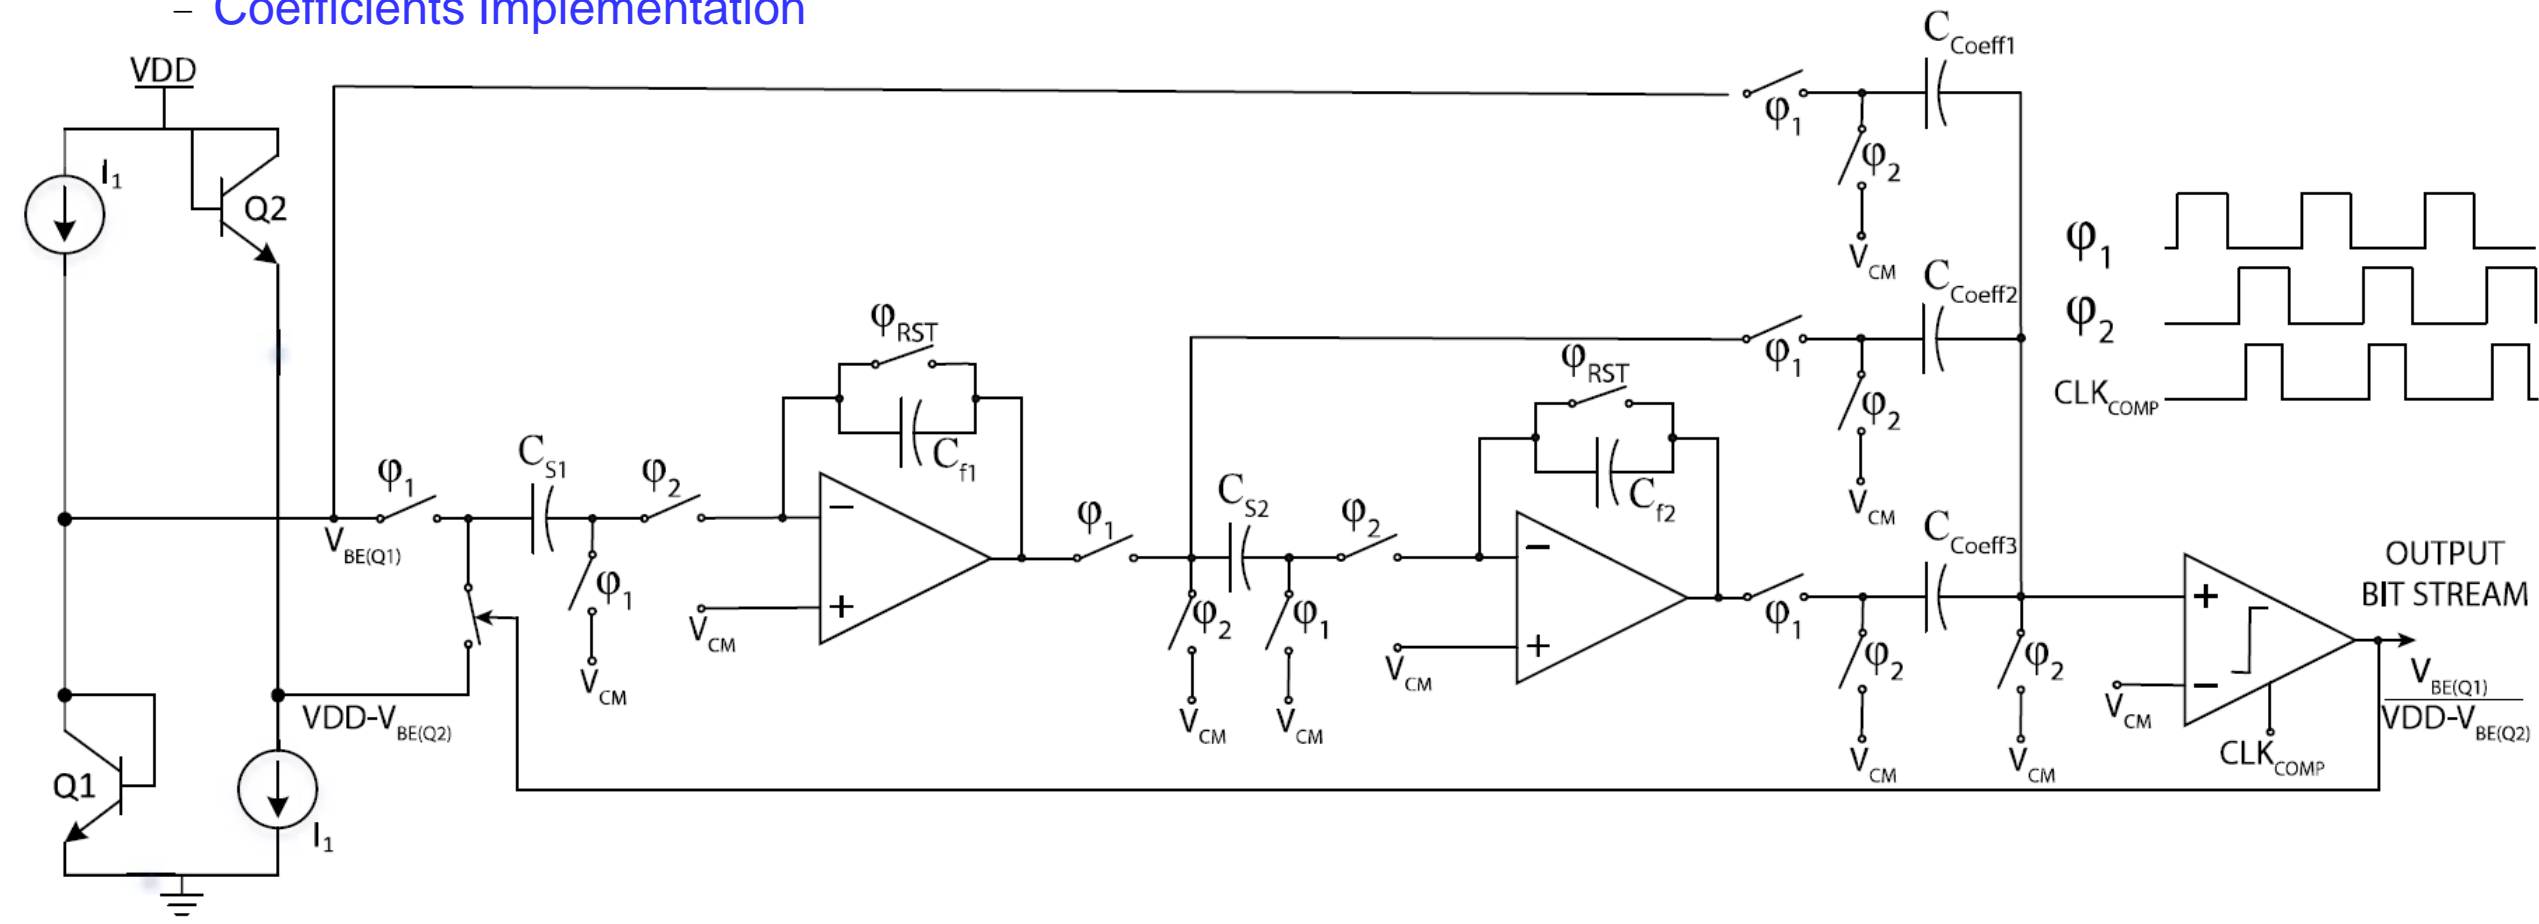 – Coefficients Implementation
VDD
I1
Q2
VBE(Q1)
φ1
CS1
φ2
φ1
VCM
VDD-VBE(Q2)
Q1
I1
φRST
Cf1
−
+
VCM
φ1
CS2
φ2
φ2
φ1
VCM
VCM
φRST
Cf2
−
+
VCM
φ1
CCoeff1
φ2
VCM
φ1
CCoeff2
φ2
VCM
φ1
CCoeff3
φ2
VCM
φ2
VCM
+
−
VCM
CLKCOMP
φ1
φ2
CLKCOMP
OUTPUT
BIT STREAM
VBE(Q1)
VDD-VBE(Q2)